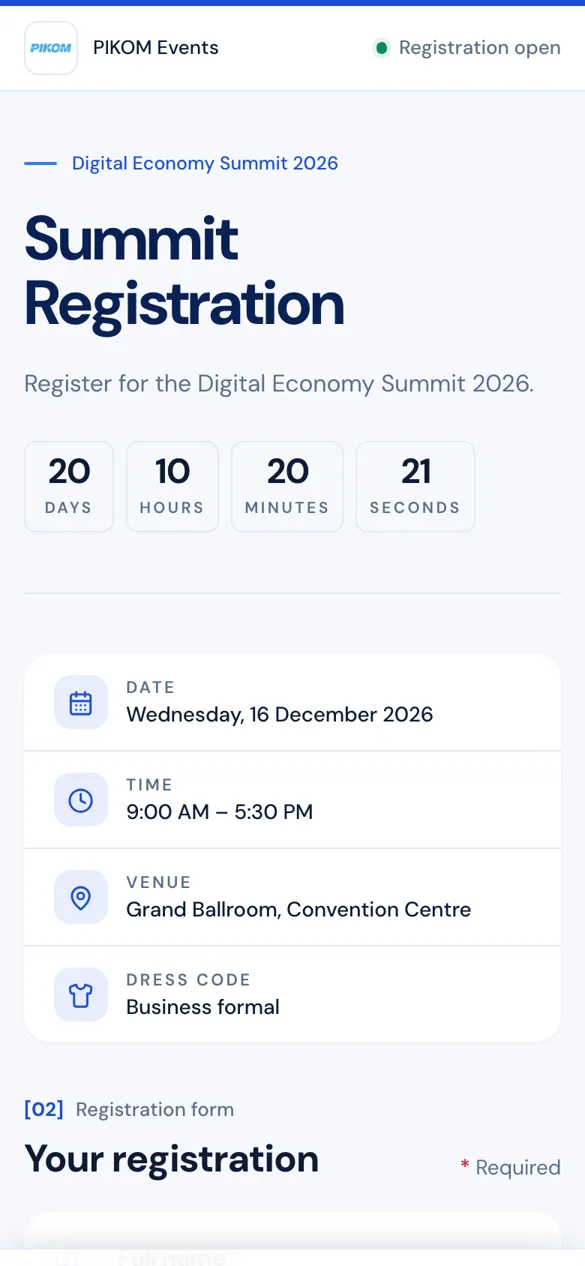 PIKOM
PIKOM Events
Registration open
Digital Economy Summit 2026
Summit
Registration
Register for the Digital Economy Summit 2026.
20
DAYS
10
HOURS
20
MINUTES
21
SECONDS
DATE
Wednesday, 16 December 2026
TIME
9:00 AM – 5:30 PM
VENUE
Grand Ballroom, Convention Centre
DRESS CODE
Business formal
[02] Registration form
Your registration
* Required
Full name